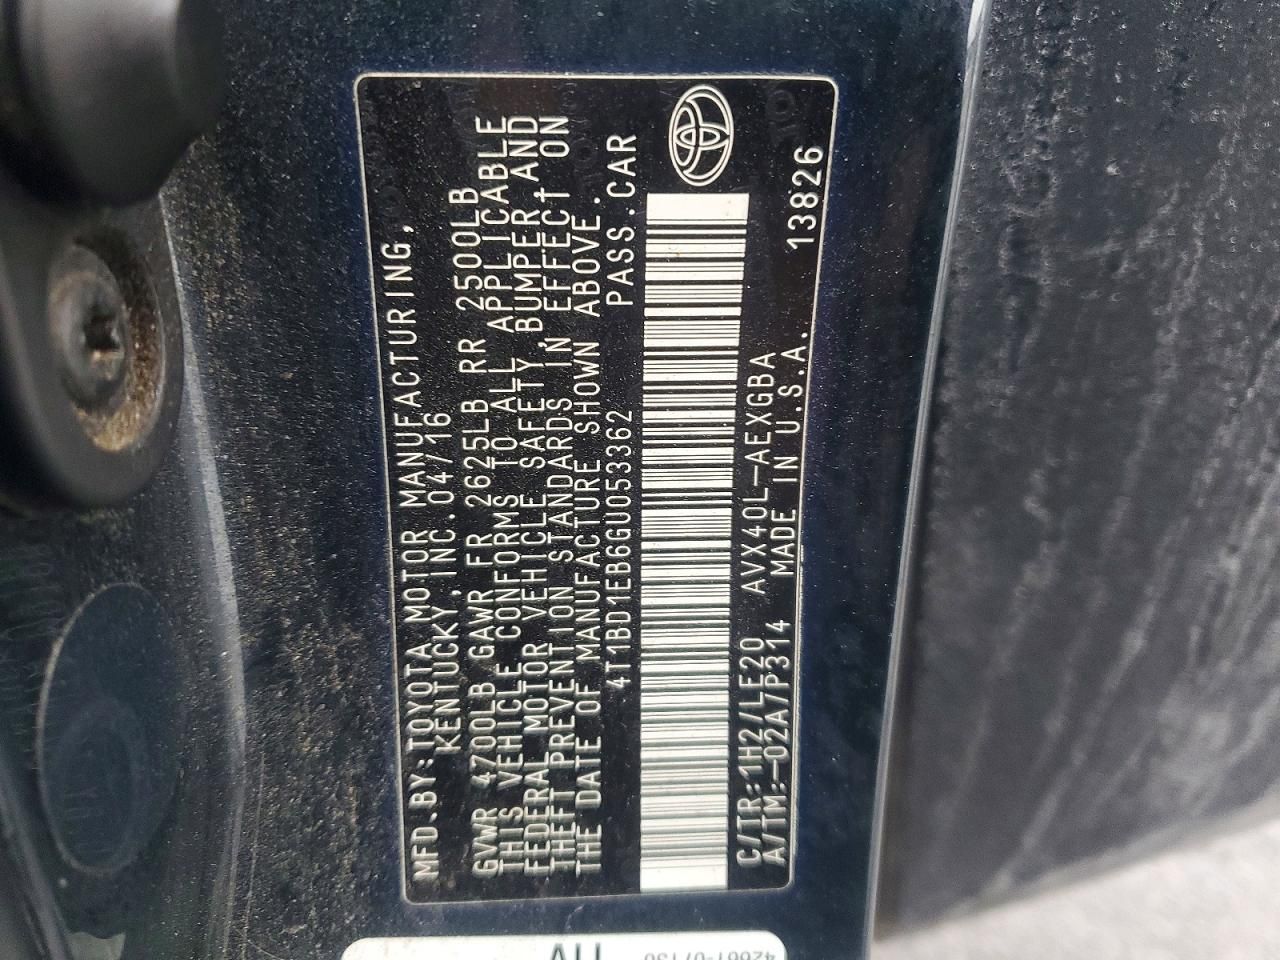 MFD.BY:TOYOTA MOTOR MANUFACTURING,
KENTUCKY,INC.04/16
GVWR 4700LB GAWR FR 2625LB RR 2500LB
THIS VEHICLE CONFORMS TO ALL APPLICABLE
FEDERAL MOTOR VEHICLE SAFETY,BUMPER,AND
THEFT PREVENTION STANDARDS IN EFFECT ON
THE DATE OF MANUFACTURE SHOWN ABOVE.
4T1BD1EB6GU053362 PASS.CAR
C/TR:1H2/LE20 AVX40L-AEXGBA
A/TM:-02A/P314 MADE IN U.S.A. 13826